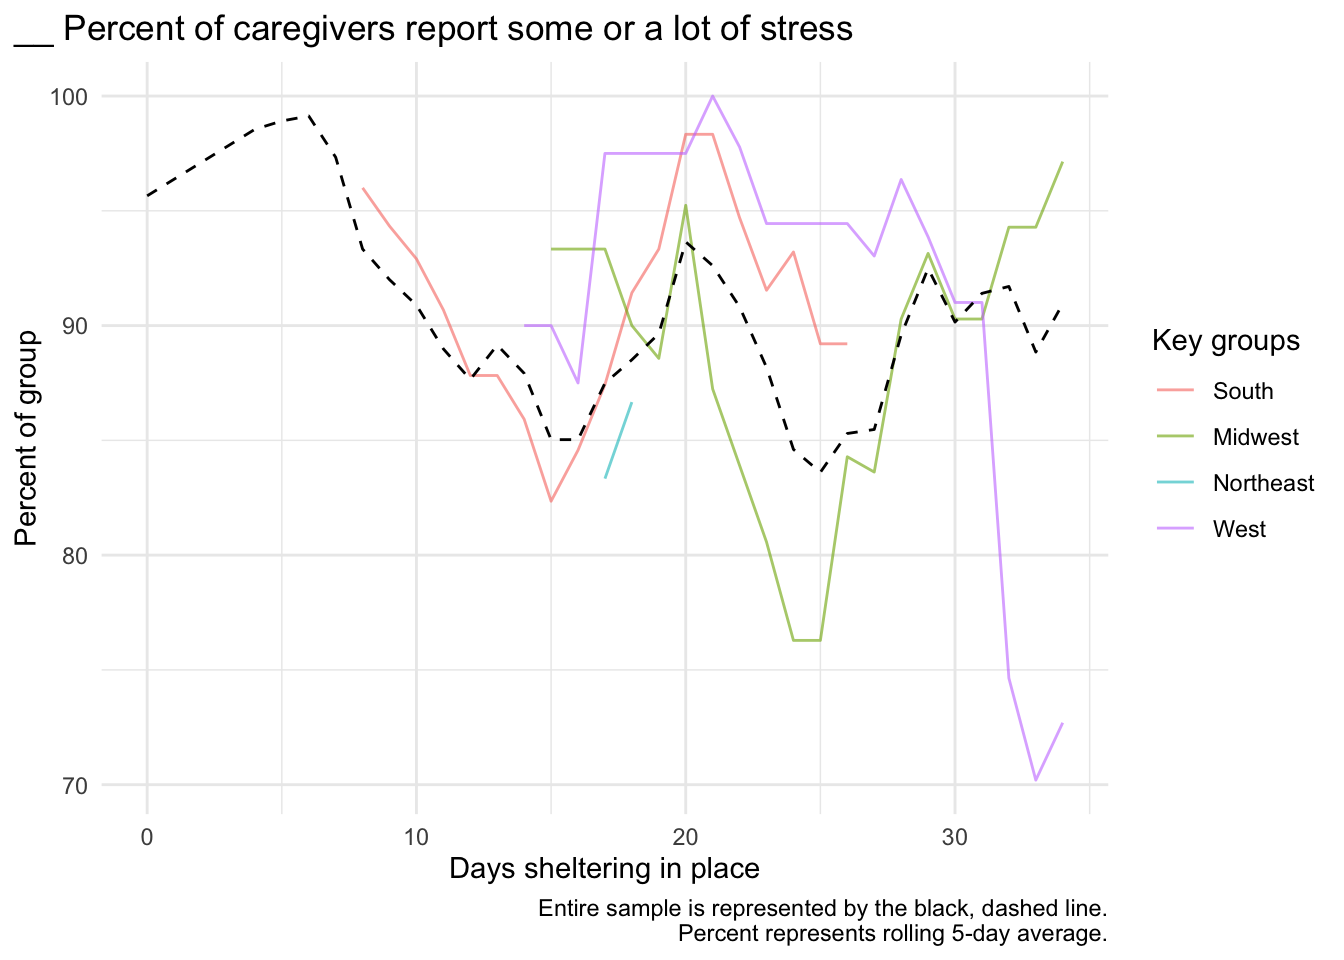 __ Percent of caregivers report some or a lot of stress
100
90
80
70
Percent of group
0 10 20 30
Days sheltering in place
Key groups
South
Midwest
Northeast
West
Entire sample is represented by the black, dashed line.
Percent represents rolling 5-day average.